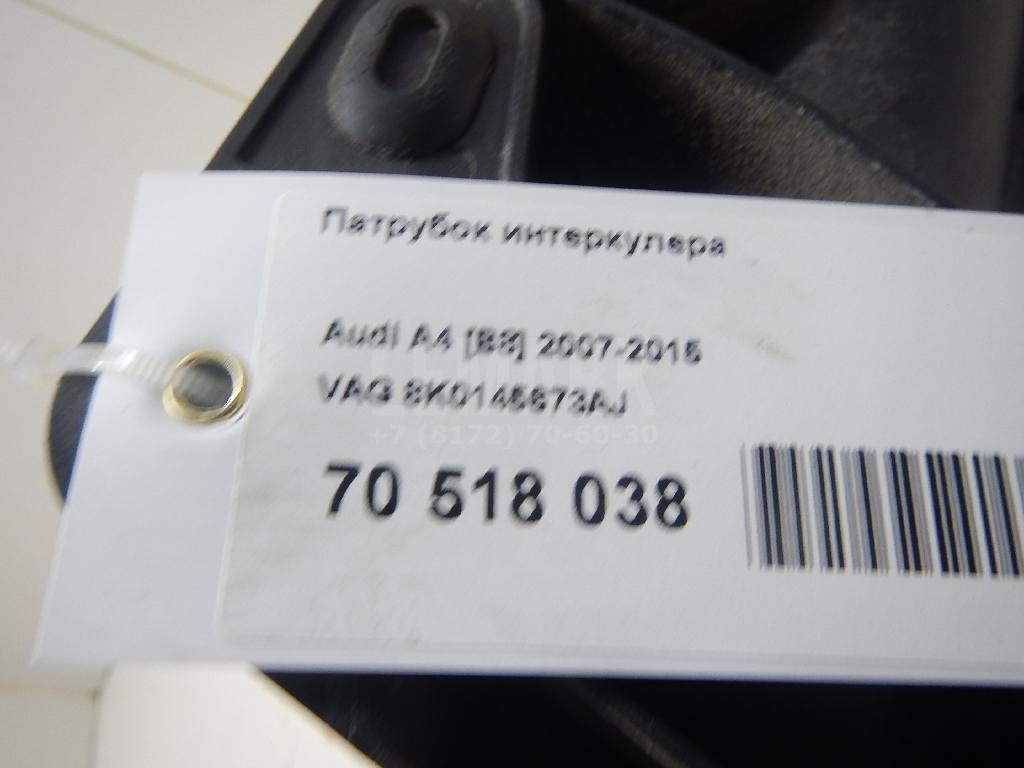 Патрубок интеркулера
Audi A4 [B8] 2007-2015
VAG 8K0145673AJ
+7 (8172) 70-60-30
70 518 038